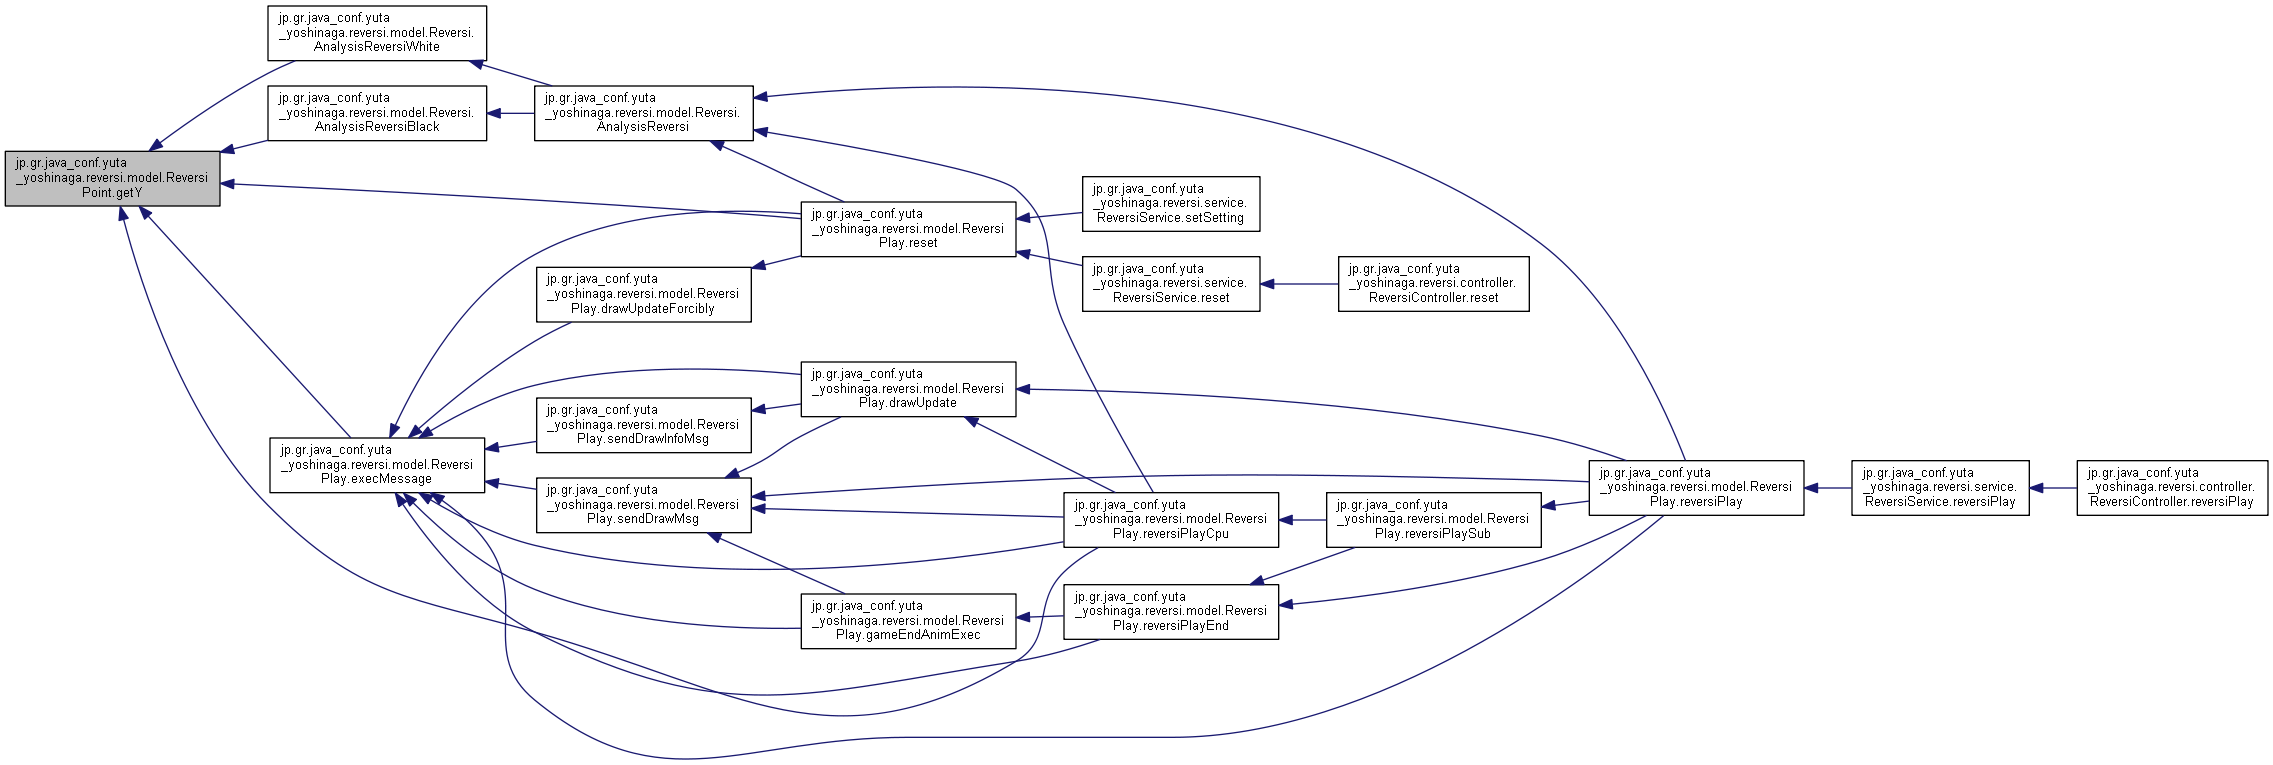 jp.gr.java_conf.yuta
_yoshinaga.reversi.model.Reversi.
AnalysisReversiWhite
jp.gr.java_conf.yuta
_yoshinaga.reversi.model.Reversi.
AnalysisReversiBlack
jp.gr.java_conf.yuta
_yoshinaga.reversi.model.Reversi.
AnalysisReversi
jp.gr.java_conf.yuta
_yoshinaga.reversi.model.Reversi
Point.getY
jp.gr.java_conf.yuta
_yoshinaga.reversi.service.
ReversiService.setSetting
jp.gr.java_conf.yuta
_yoshinaga.reversi.model.Reversi
Play.reset
jp.gr.java_conf.yuta
_yoshinaga.reversi.service.
ReversiService.reset
jp.gr.java_conf.yuta
_yoshinaga.reversi.controller.
ReversiController.reset
jp.gr.java_conf.yuta
_yoshinaga.reversi.model.Reversi
Play.drawUpdateForcibly
jp.gr.java_conf.yuta
_yoshinaga.reversi.model.Reversi
Play.drawUpdate
jp.gr.java_conf.yuta
_yoshinaga.reversi.model.Reversi
Play.sendDrawInfoMsg
jp.gr.java_conf.yuta
_yoshinaga.reversi.model.Reversi
Play.execMessage
jp.gr.java_conf.yuta
_yoshinaga.reversi.model.Reversi
Play.sendDrawMsg
jp.gr.java_conf.yuta
_yoshinaga.reversi.model.Reversi
Play.reversiPlayCpu
jp.gr.java_conf.yuta
_yoshinaga.reversi.model.Reversi
Play.reversiPlaySub
jp.gr.java_conf.yuta
_yoshinaga.reversi.model.Reversi
Play.reversiPlay
jp.gr.java_conf.yuta
_yoshinaga.reversi.service.
ReversiService.reversiPlay
jp.gr.java_conf.yuta
_yoshinaga.reversi.controller.
ReversiController.reversiPlay
jp.gr.java_conf.yuta
_yoshinaga.reversi.model.Reversi
Play.gameEndAnimExec
jp.gr.java_conf.yuta
_yoshinaga.reversi.model.Reversi
Play.reversiPlayEnd